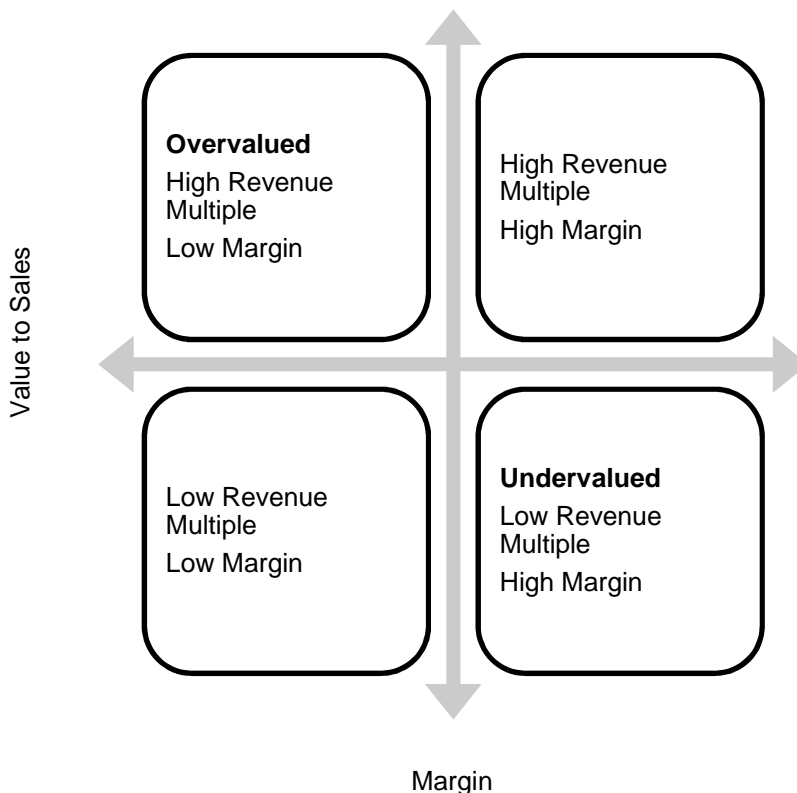 Value to Sales
Overvalued
High Revenue
Multiple
Low Margin
High Revenue
Multiple
High Margin
Low Revenue
Multiple
Low Margin
Undervalued
Low Revenue
Multiple
High Margin
Margin